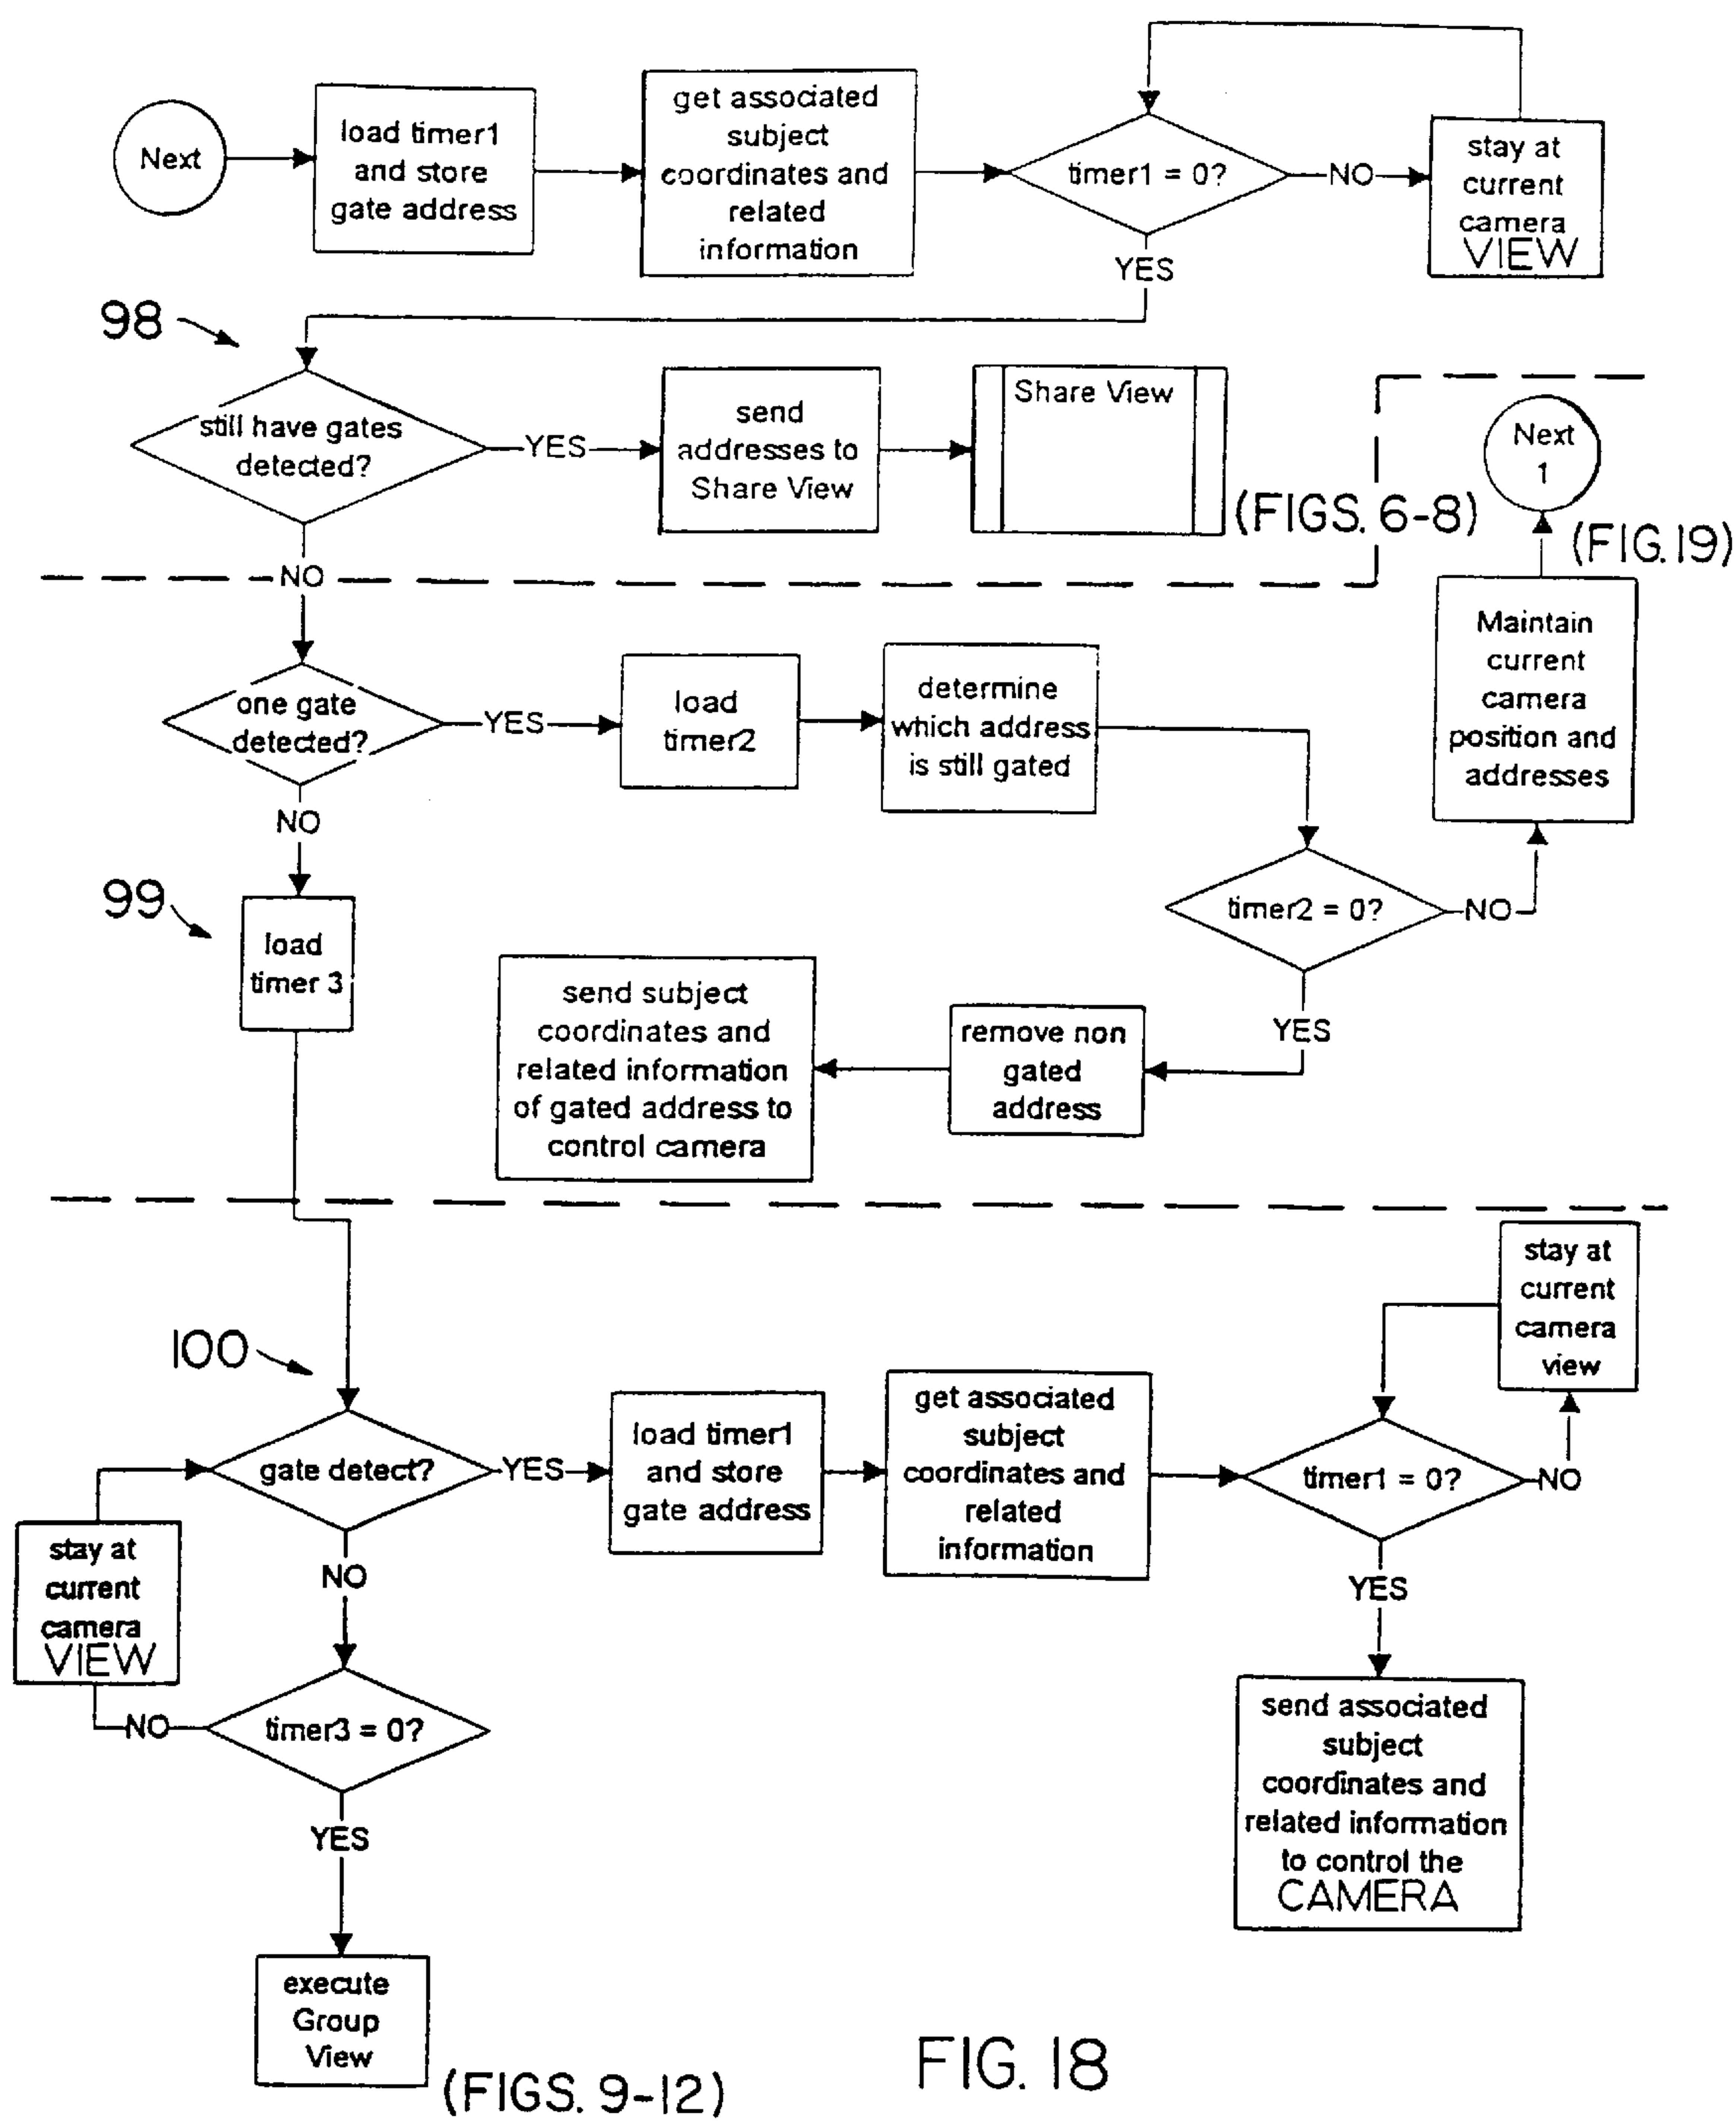 Next
load timer1
and store
gate address
get associated
subject
coordinates and
related
information
timer1 = 0?
NO
stay at
current
camera
VIEW
YES
98
still have gates
detected?
YES
send
addresses to
Share View
Share View
(FIGS. 6-8)
Next
1
(FIG. 19)
NO
one gate
detected?
YES
load
timer2
determine
which address
is still gated
Maintain
current
camera
position and
addresses
NO
timer2 = 0?
NO
99
load
timer 3
YES
remove non
gated
address
send subject
coordinates and
related information
of gated address to
control camera
100
gate detect?
YES
load timer1
and store
gate address
get associated
subject
coordinates and
related
information
timer1 = 0?
NO
stay at
current
camera
view
YES
send associated
subject
coordinates and
related information
to control the
CAMERA
NO
stay at
current
camera
VIEW
timer3 = 0?
NO
YES
execute
Group
View
(FIGS. 9-12)
FIG. 18